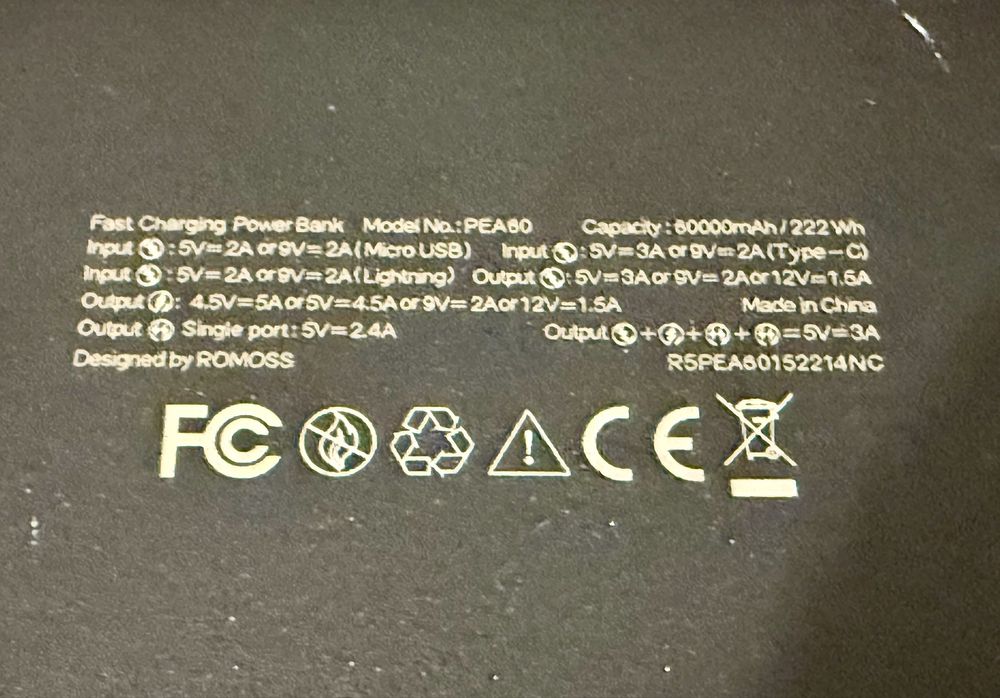 Fast Charging Power Bank Model No.:PEA60 Capacity:60000mAh/222Wh
Input : 5V=2A or 9V=2A(Micro USB) Input : 5V=3A or 9V=2A(Type-C)
Input : 5V=2A or 9V=2A(Lightning) Output : 5V=3A or 9V=2A or 12V=1.5A
Output : 4.5V=5A or 5V=4.5A or 9V=2A or 12V=1.5A Made in China
Output Single port: 5V=2.4A Output + + + =5V=3A
Designed by ROMOSS R5PEA60152214NC
FC CE